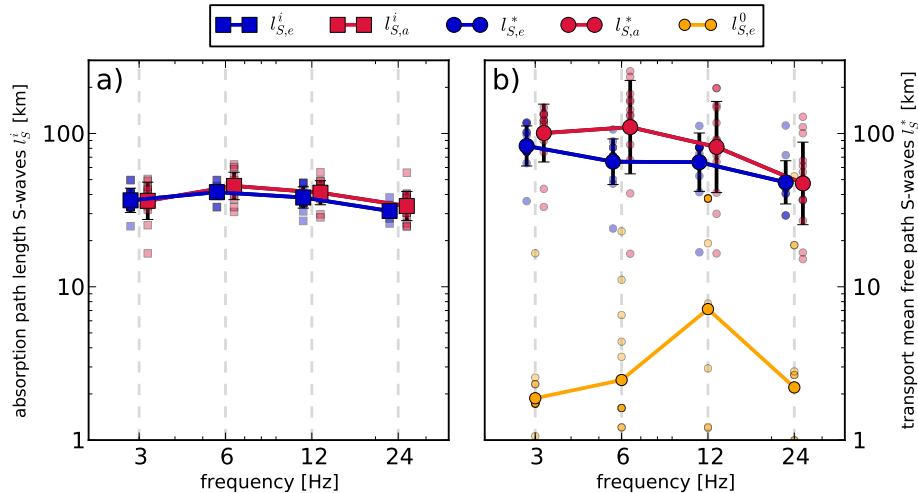 l^i_{S,e} l^i_{S,a} l^*_{S,e} l^*_{S,a} l^0_{S,e}
a) b)
absorption path length S-waves l^i_S [km]
100
10
1
3 6 12 24
frequency [Hz]
3 6 12 24
frequency [Hz]
100
10
1
transport mean free path S-waves l^*_S [km]